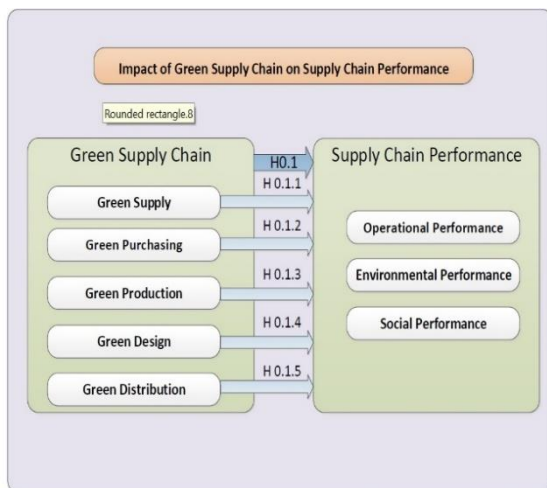 Impact of Green Supply Chain on Supply Chain Performance
Rounded rectangle.8
Green Supply Chain
H0.1
Supply Chain Performance
H 0.1.1
Green Supply
H 0.1.2
Green Purchasing
Operational Performance
H 0.1.3
Green Production
Environmental Performance
H 0.1.4
Green Design
Social Performance
H 0.1.5
Green Distribution